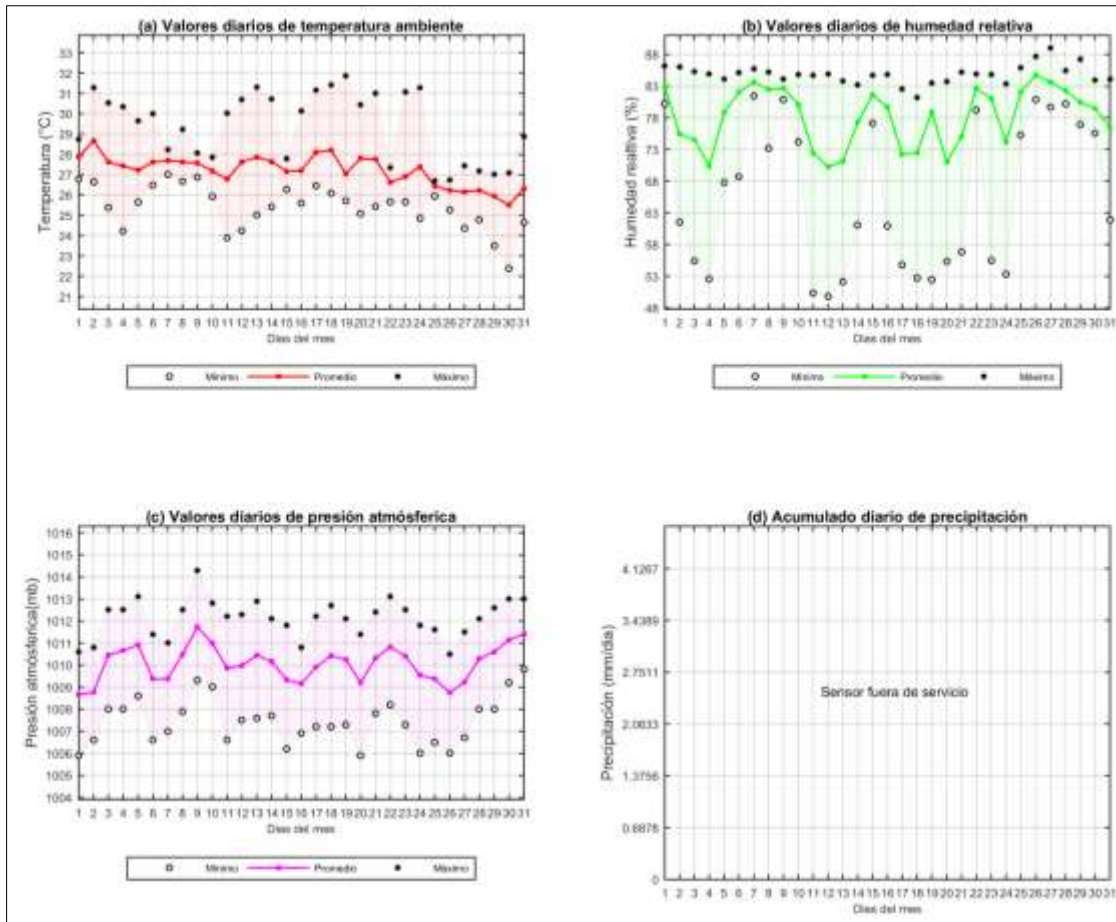 (a) Valores diarios de temperatura ambiente
Temperatura (°C)
33
32
31
30
29
28
27
26
25
24
23
22
21
1 2 3 4 5 6 7 8 9 10 11 12 13 14 15 16 17 18 19 20 21 22 23 24 25 26 27 28 29 30 31
Dias del mes
Mínimo Promedio Máximo
(b) Valores diarios de humedad relativa
Humedad realtiva (%)
88
83
78
73
68
63
58
53
48
1 2 3 4 5 6 7 8 9 10 11 12 13 14 15 16 17 18 19 20 21 22 23 24 25 26 27 28 29 30 31
Dias del mes
Mínimo Promedio Máximo
(c) Valores diarios de presión atmósferica
Presión atmósferica(mb)
1016
1015
1014
1013
1012
1011
1010
1009
1008
1007
1006
1005
1004
1 2 3 4 5 6 7 8 9 10 11 12 13 14 15 16 17 18 19 20 21 22 23 24 25 26 27 28 29 30 31
Dias del mes
Mínimo Promedio Máximo
(d) Acumulado diario de precipitación
Precipitación (mm/dia)
4.1267
3.4389
2.7511
2.0633
1.3756
0.6878
0
Sensor fuera de servicio
1 2 3 4 5 6 7 8 9 10 11 12 13 14 15 16 17 18 19 20 21 22 23 24 25 26 27 28 29 30 31
Dias del mes